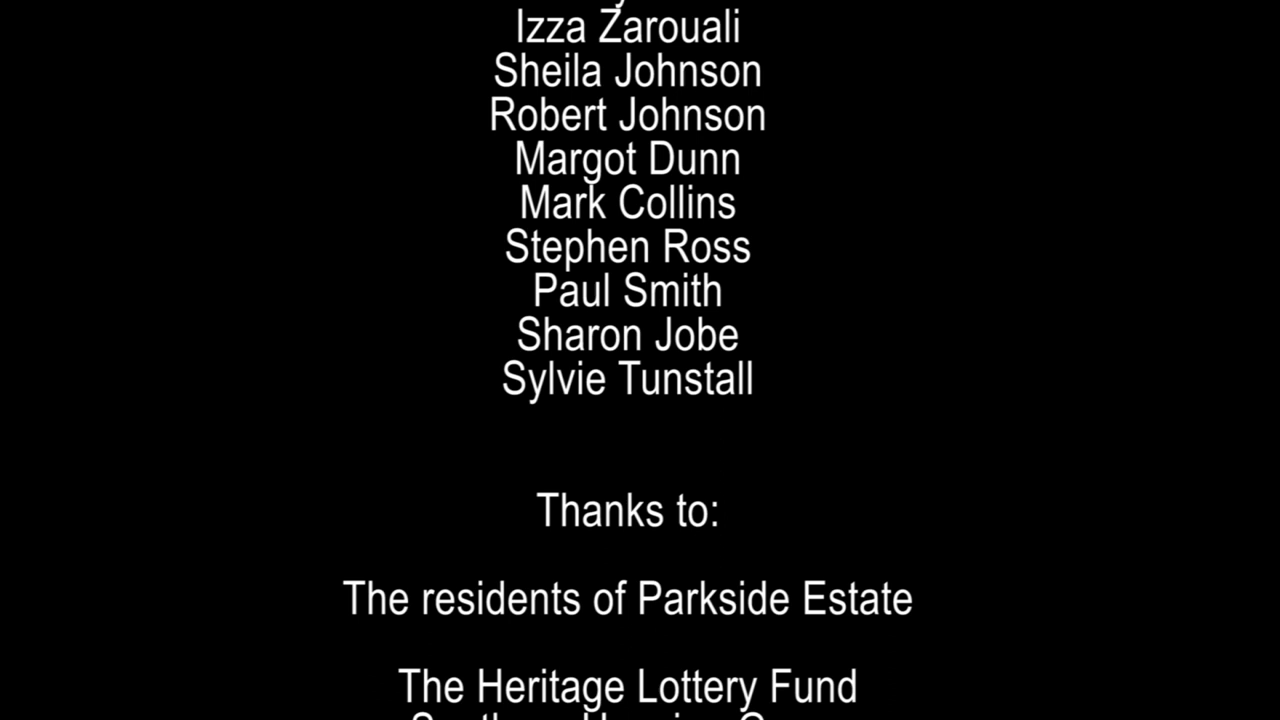 Izza Zarouali
Sheila Johnson
Robert Johnson
Margot Dunn
Mark Collins
Stephen Ross
Paul Smith
Sharon Jobe
Sylvie Tunstall
Thanks to:
The residents of Parkside Estate
The Heritage Lottery Fund